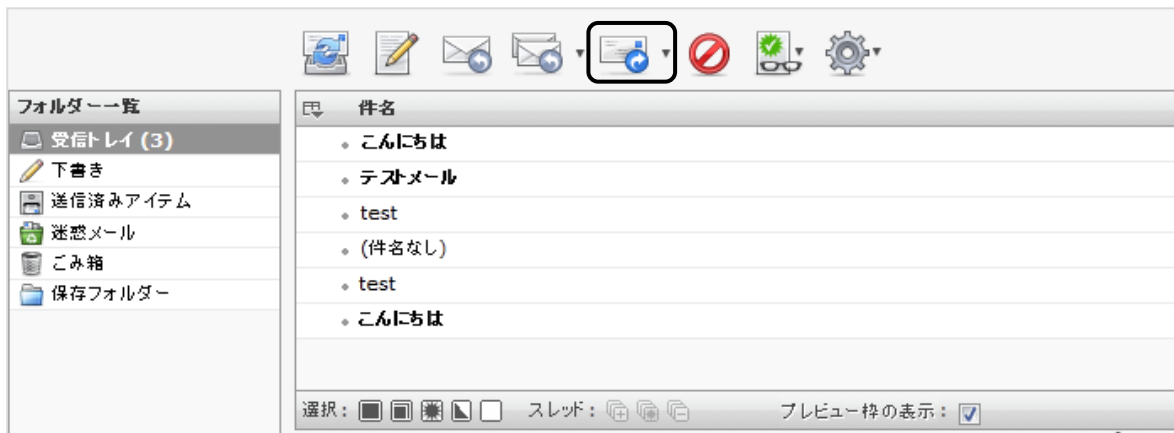 フォルダー一覧
件名
受信トレイ (3)
下書き
送信済みアイテム
迷惑メール
ごみ箱
保存フォルダー
こんにちは
テストメール
test
(件名なし)
test
こんにちは
選択: スレッド: プレビュー枠の表示: